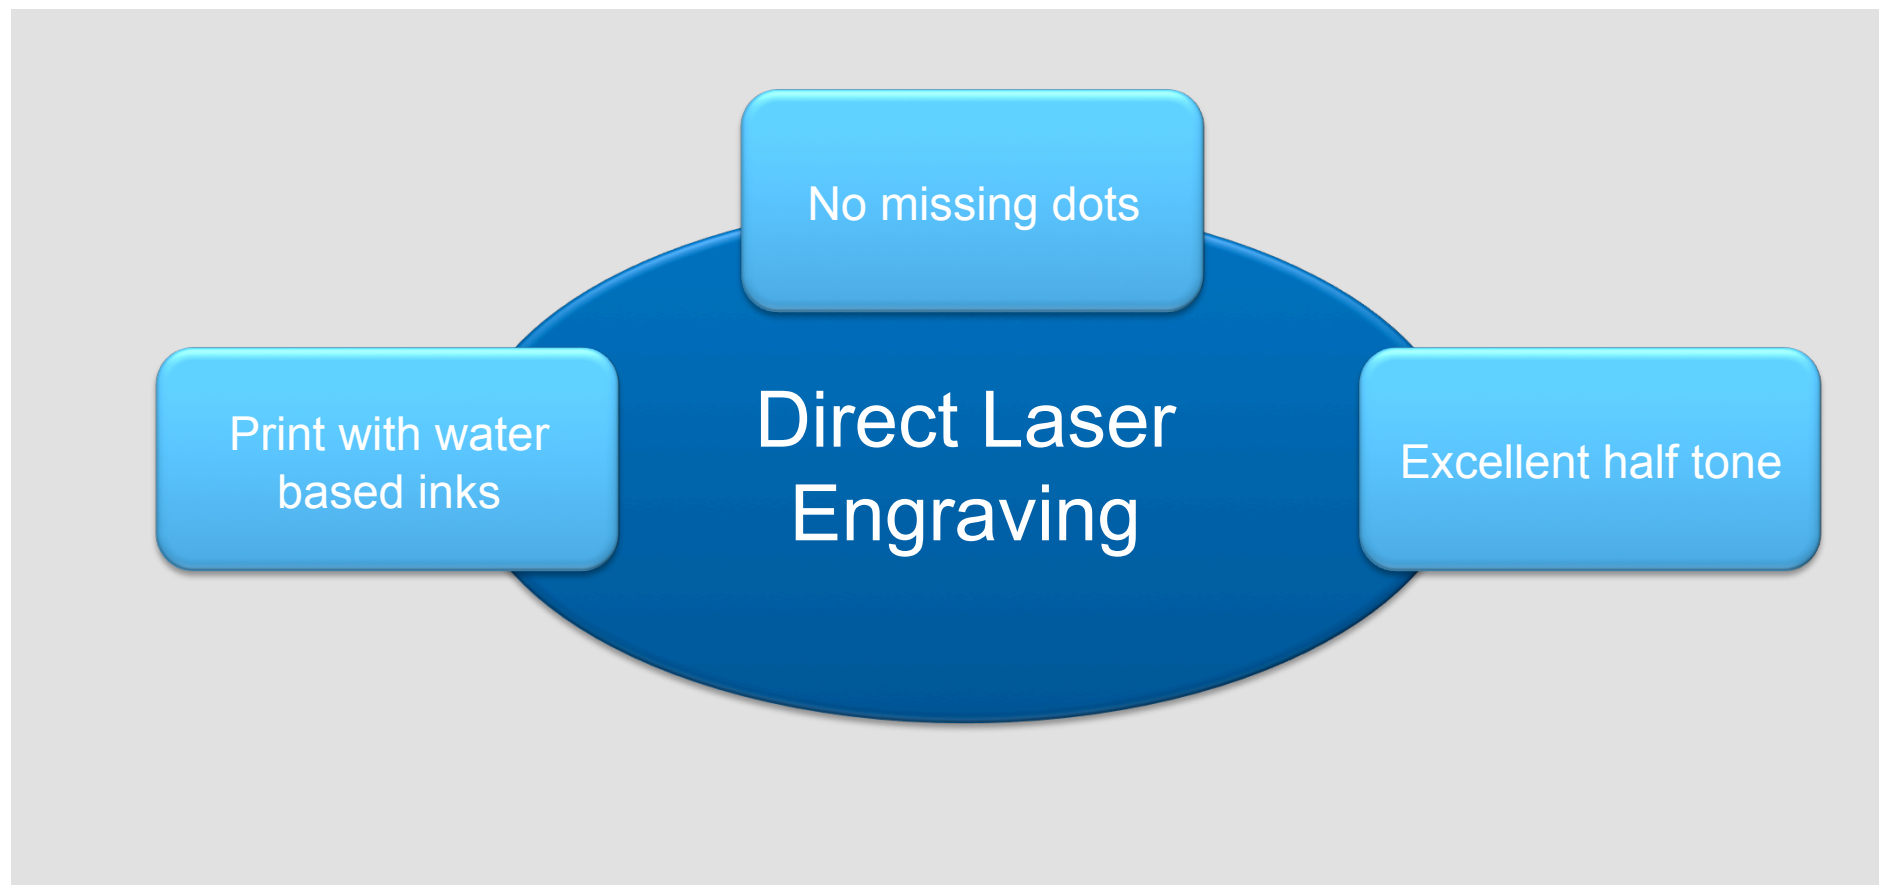 No missing dots
Print with water
based inks
Direct Laser
Engraving
Excellent half tone